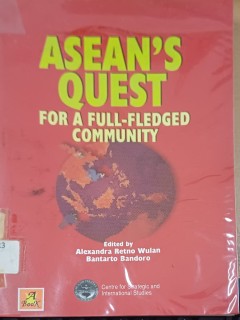 ASEAN'S
QUEST
FOR A FULL-FLEDGED
COMMUNITY
Edited by
Alexandra Retno Wulan
Bantarto Bandoro
Centre for Strategic and
International Studies
A
Book